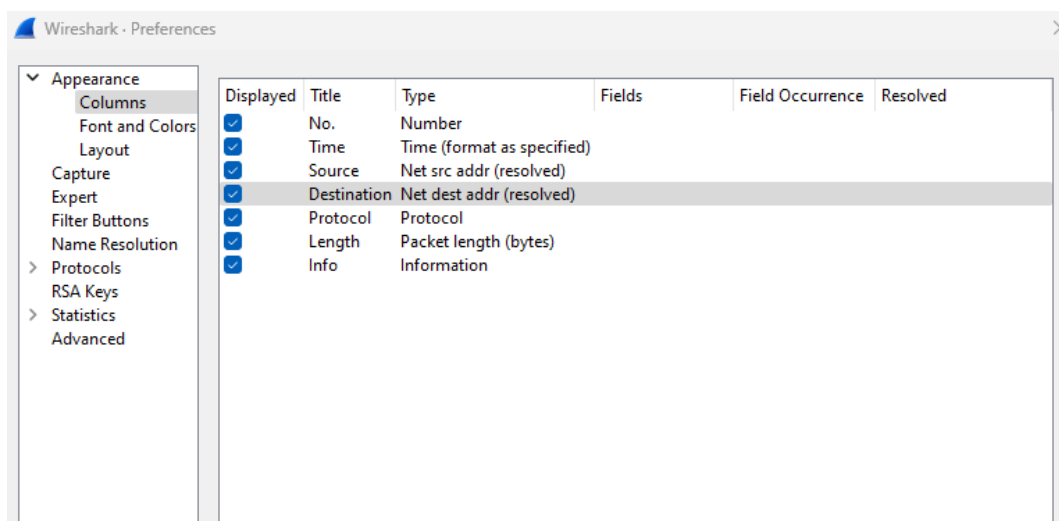 Wireshark · Preferences
Appearance
Columns
Font and Colors
Layout
Capture
Expert
Filter Buttons
Name Resolution
Protocols
RSA Keys
Statistics
Advanced
Displayed Title Type Fields Field Occurrence Resolved
No. Number
Time Time (format as specified)
Source Net src addr (resolved)
Destination Net dest addr (resolved)
Protocol Protocol
Length Packet length (bytes)
Info Information